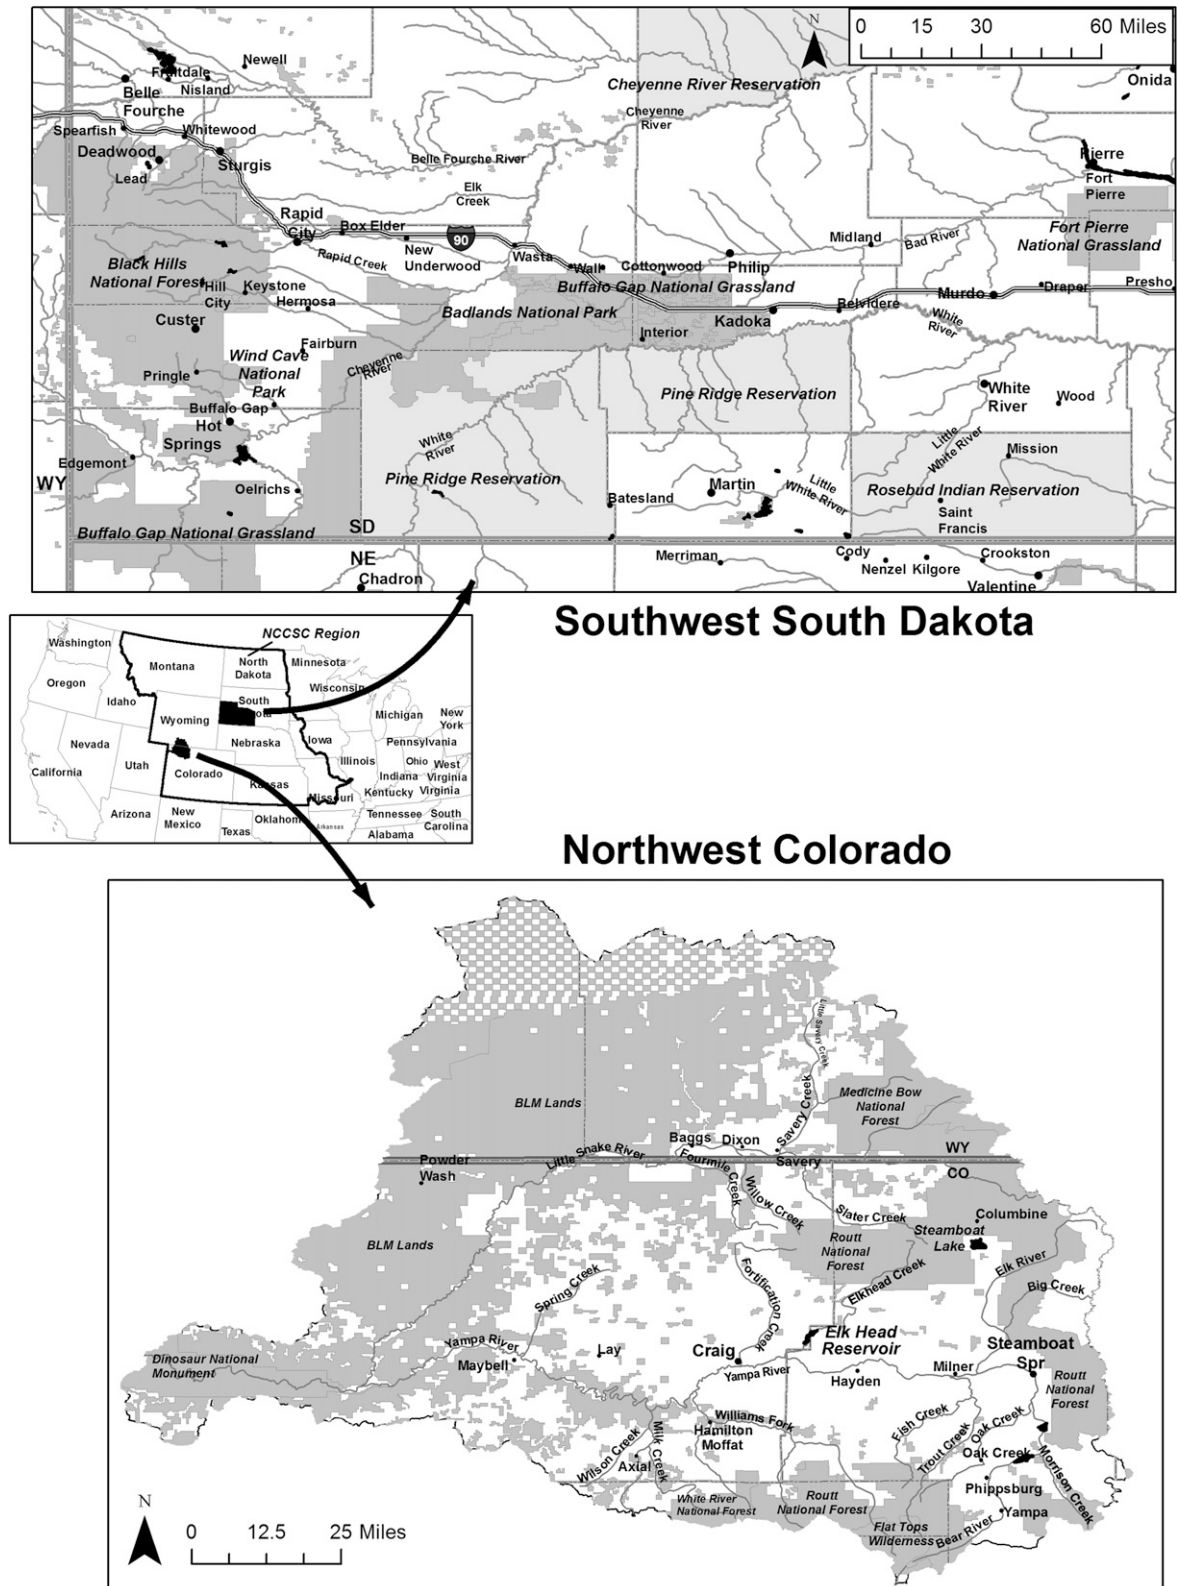 N
0 15 30 60 Miles
Newell
Fruitdale
Nisland
Belle
Fourche
Onida
Cheyenne River Reservation
Cheyenne
River
Spearfish
Whitewood
Deadwood
Lead
Sturgis
Belle Fourche River
Pierre
Fort
Pierre
Elk
Creek
Rapid
City
Box Elder
90
New
Underwood
Rapid Creek
Wasta
Wall
Cottonwood
Philip
Midland
Bad River
Fort Pierre
National Grassland
Black Hills
National Forest
Hill
City
Keystone
Hermosa
Buffalo Gap National Grassland
Badlands National Park
Kadoka
Belvidere
Murdo
Draper
Presho
White
River
Custer
Interior
Fairburn
Cheyenne
River
Wind Cave
National
Park
Pringle
Pine Ridge Reservation
White
River
Wood
Buffalo Gap
Hot
Springs
White
River
Little
White River
Mission
Edgemont
WY
Oelrichs
Pine Ridge Reservation
Batesland
Martin
Little
White River
Rosebud Indian Reservation
Saint
Francis
Buffalo Gap National Grassland
SD
NE
Chadron
Merriman
Cody
Nenzel
Kilgore
Crookston
Valentine
Southwest South Dakota
NCCSC Region
Washington
Montana
North
Dakota
Minnesota
Oregon
Idaho
Wisconsin
South
ota
Wyoming
Michigan
New
York
Nevada
Nebraska
Iowa
Pennsylvania
California
Utah
Colorado
Illinois
Ohio
West
Virginia
Indiana
Kansas
Missouri
Kentucky
Virginia
Arizona
New
Mexico
Texas
Oklahom
Arkansas
Tennessee
Alabama
South
Carolina
Northwest Colorado
Little Savery Creek
BLM Lands
Medicine Bow
National
Forest
Savery Creek
Baggs
Dixon
Savery
WY
CO
Powder
Wash
Little Snake River
Fourmile Creek
Willow Creek
Slater Creek
Columbine
Steamboat
Lake
BLM Lands
Routt
National
Forest
Elk River
Big Creek
Elkhead Creek
Fortification Creek
Spring Creek
Elk Head
Reservoir
Steamboat
Spr
Yampa River
Maybell
Lay
Craig
Yampa River
Hayden
Milner
Dinosaur National
Monument
Routt
National
Forest
Williams Fork
Hamilton
Moffat
Fish Creek
Trout Creek
Oak Creek
Oak Creek
Morrison Creek
Wilson Creek
Axial
Milk Creek
Phippsburg
Yampa
White River
National Forest
Routt
National Forest
Flat Tops
Wilderness
Bear River
N
0 12.5 25 Miles